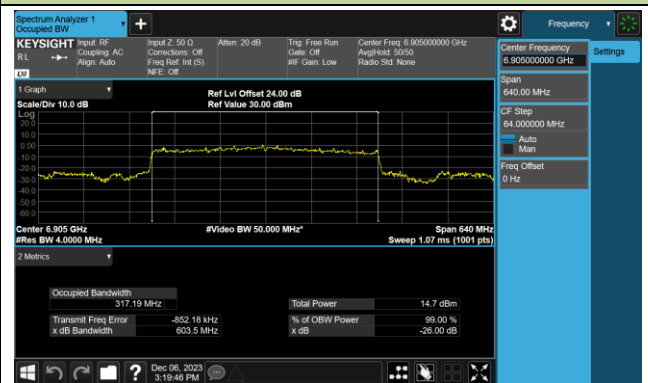 Spectrum Analyzer 1
Occupied BW
Frequency
KEYSIGHT
RL
LXI
Input: RF
Coupling: AC
Align: Auto
Input Z: 50 Ω
Corrections: Off
Freq Ref: Int (S)
NFE: Off
Atten: 20 dB
Trig: Free Run
Gate: Off
#IF Gain: Low
Center Freq: 6.905000000 GHz
Avg|Hold: 50/50
Radio Std: None
Center Frequency
6.905000000 GHz
Settings
Span
640.00 MHz
CF Step
64.000000 MHz
Auto
Man
Freq Offset
0 Hz
1 Graph
Scale/Div 10.0 dB
Ref Lvl Offset 24.00 dB
Ref Value 30.00 dBm
Log
20.0
10.0
0.00
-10.0
-20.0
-30.0
-40.0
-50.0
-60.0
Center 6.905 GHz
#Video BW 50.000 MHz*
Span 640 MHz
#Res BW 4.0000 MHz
Sweep 1.07 ms (1001 pts)
2 Metrics
Occupied Bandwidth
317.19 MHz
Total Power 14.7 dBm
Transmit Freq Error -852.18 kHz
% of OBW Power 99.00 %
x dB Bandwidth 603.5 MHz
x dB -26.00 dB
?
Dec 06, 2023
3:19:46 PM